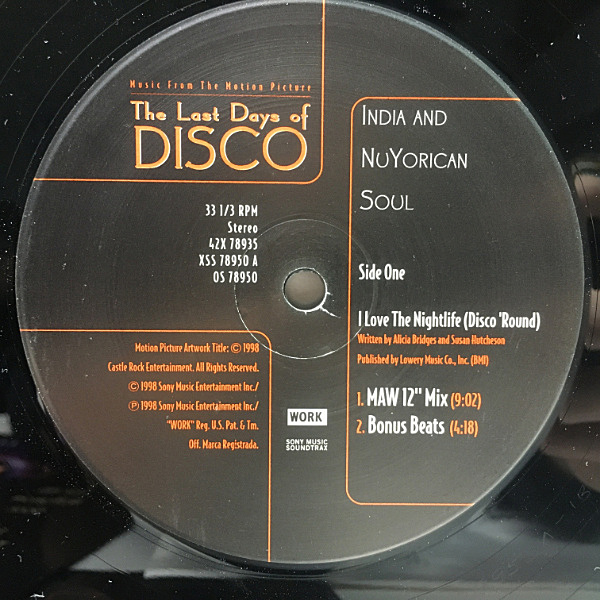 Music From The Motion Picture
The Last Days of
DISCO
33 1/3 RPM
Stereo
42X 78935
XSS 78950 A
OS 78950
Motion Picture Artwork Title: © 1998
Castle Rock Entertainment. All Rights Reserved.
© 1998 Sony Music Entertainment Inc./
℗ 1998 Sony Music Entertainment Inc./
"WORK" Reg. U.S. Pat. & Tm.
Off. Marca Registrada.
WORK
SONY MUSIC
SOUNDTRAX
INDIA AND
NUYORICAN
SOUL
Side One
I Love The Nightlife (Disco 'Round)
Written by Alicia Bridges and Susan Hutcheson
Published by Lowery Music Co., Inc. (BMI)
1. MAW 12" Mix (9:02)
2. Bonus Beats (4:18)